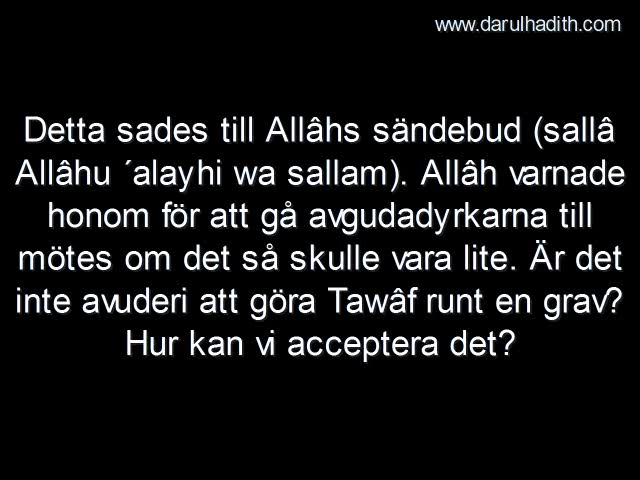 www.darulhadith.com
Detta sades till Allâhs sändebud (sallâ
Allâhu ´alayhi wa sallam). Allâh varnade
honom för att gå avgudadyrkarna till
mötes om det så skulle vara lite. Är det
inte avuderi att göra Tawâf runt en grav?
Hur kan vi acceptera det?